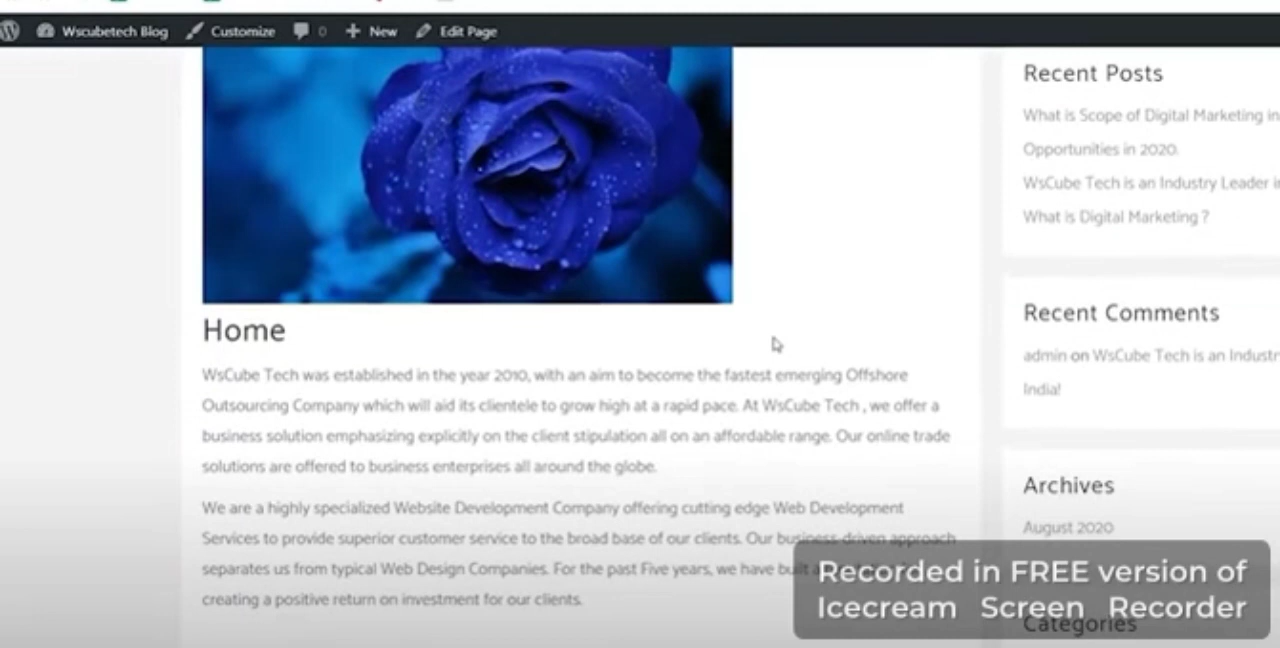 Wscubetech Blog Customize 0 New Edit Page
Home
WsCube Tech was established in the year 2010, with an aim to become the fastest emerging Offshore
Outsourcing Company which will aid its clientele to grow high at a rapid pace. At WsCube Tech , we offer a
business solution emphasizing explicitly on the client stipulation all on an affordable range. Our online trade
solutions are offered to business enterprises all around the globe.
We are a highly specialized Website Development Company offering cutting edge Web Development
Services to provide superior customer service to the broad base of our clients. Our business-driven approach
separates us from typical Web Design Companies. For the past Five years, we have built
creating a positive return on investment for our clients.
Recent Posts
What is Scope of Digital Marketing in
Opportunities in 2020.
WsCube Tech is an Industry Leader in
What is Digital Marketing ?
Recent Comments
admin on WsCube Tech is an Industr
India!
Archives
August 2020
Categories
Recorded in FREE version of
Icecream Screen Recorder